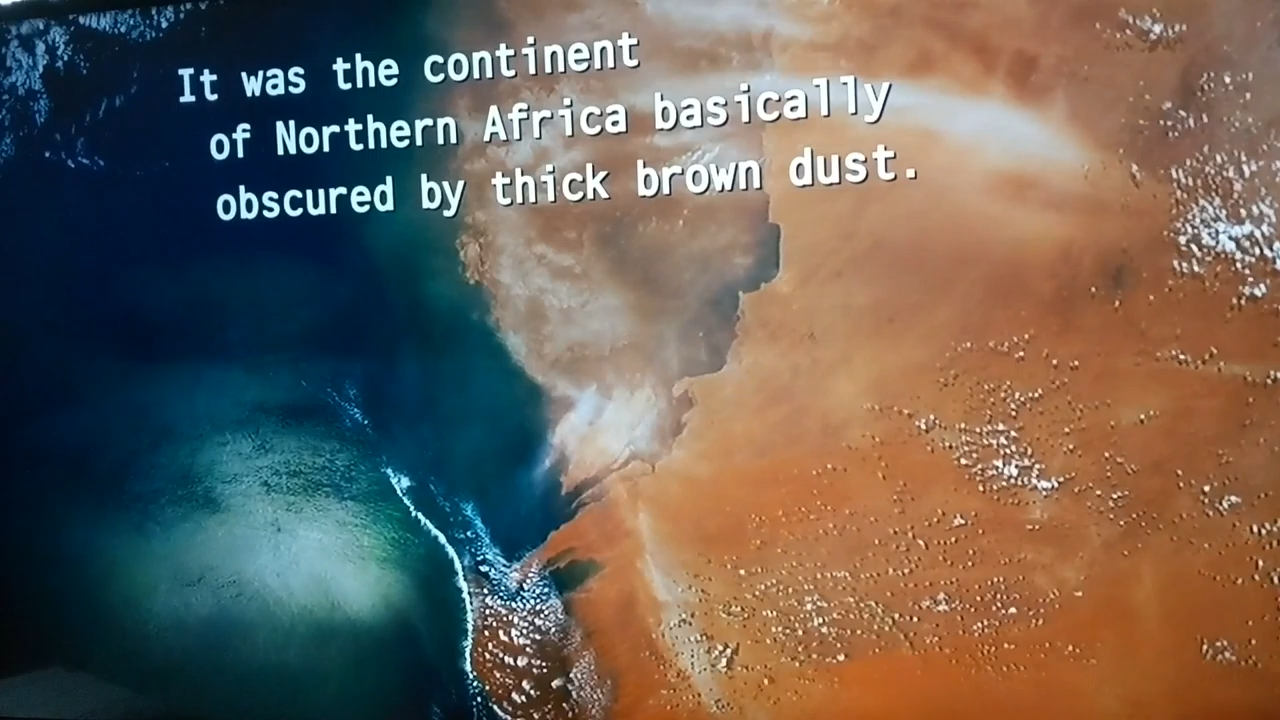 It was the continent
of Northern Africa basically
obscured by thick brown dust.